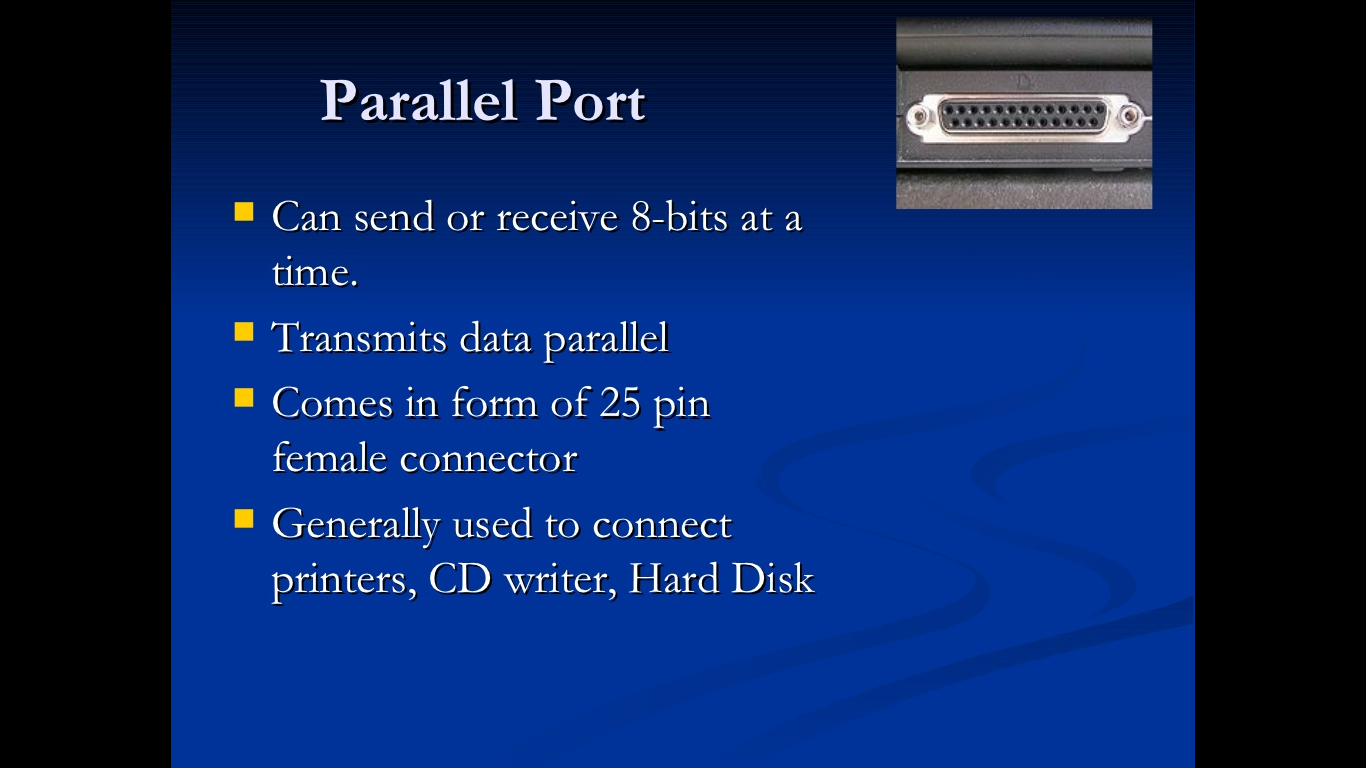 Parallel Port
Can send or receive 8-bits at a
time.
Transmits data parallel
Comes in form of 25 pin
female connector
Generally used to connect
printers, CD writer, Hard Disk